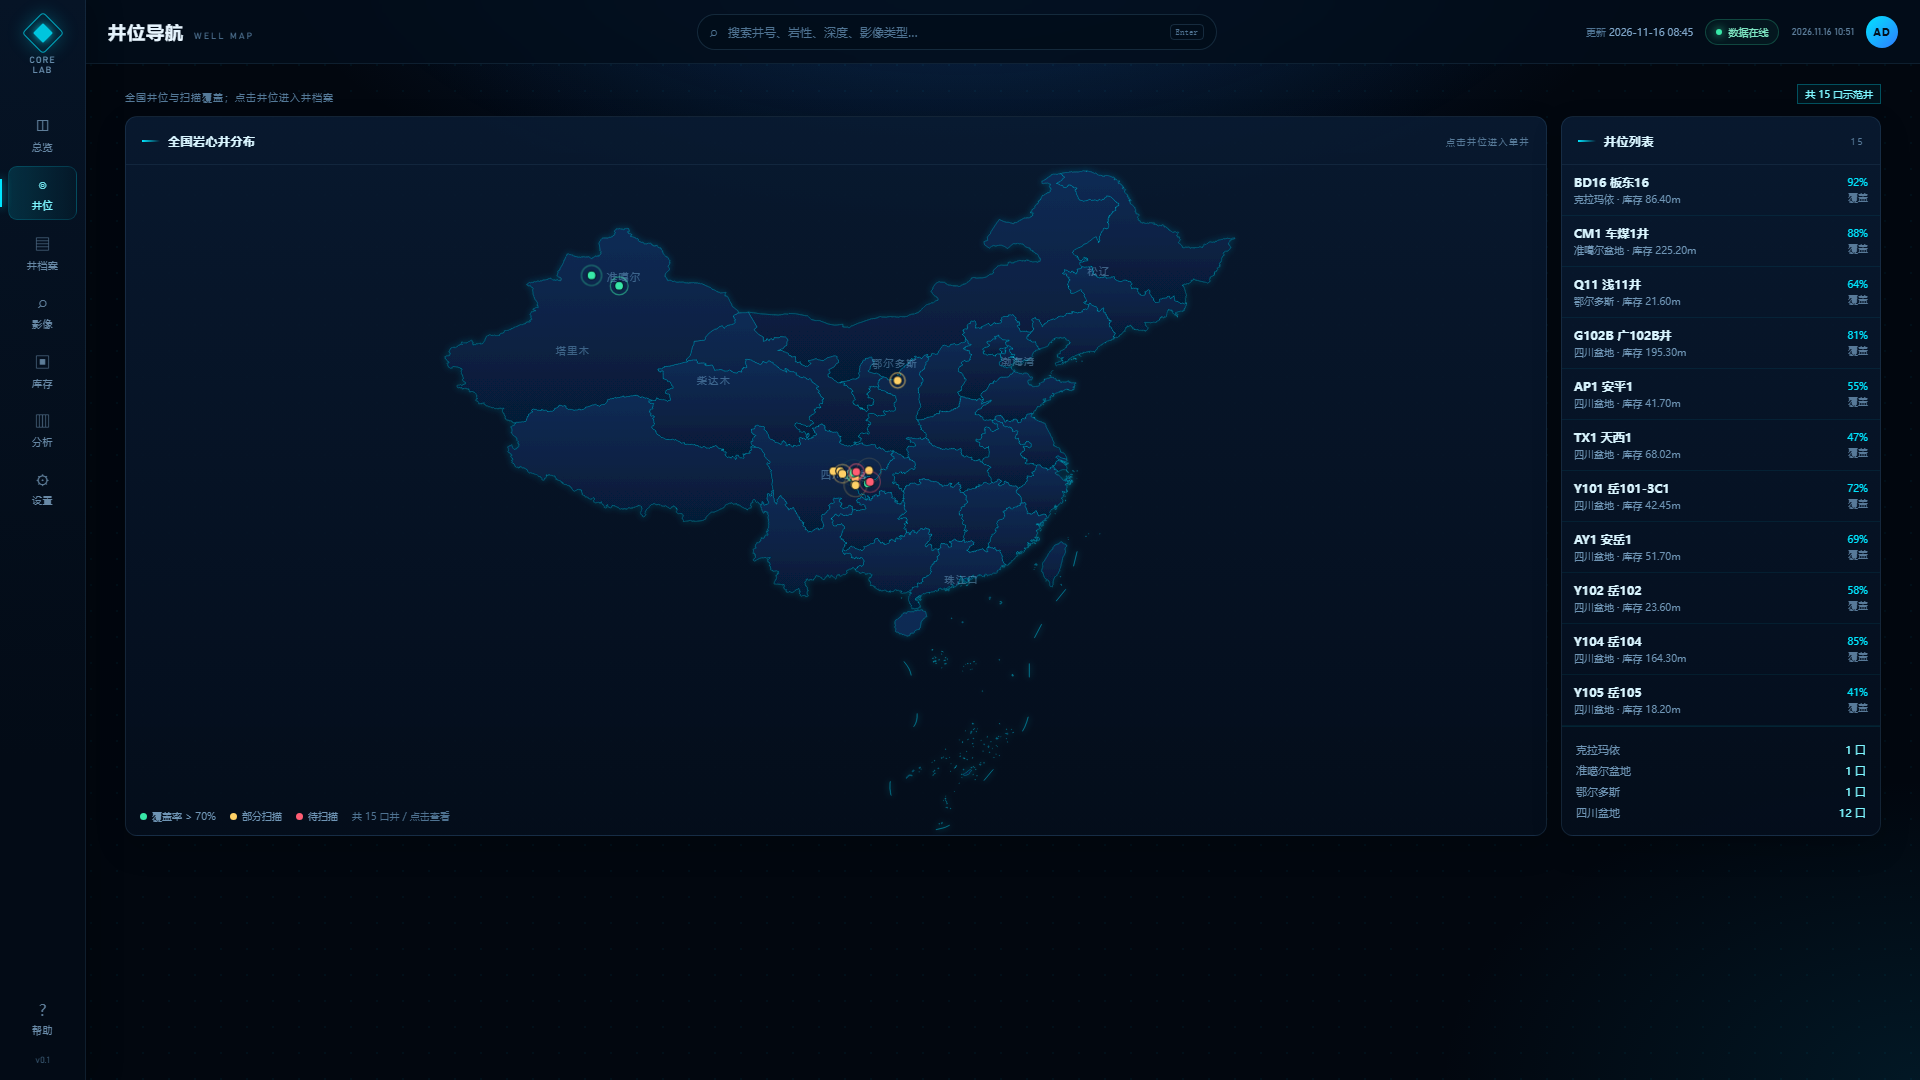 CORE
LAB
井位导航 WELL MAP
搜索井号、岩性、深度、影像类型...
Enter
更新 2026-11-16 08:45
数据在线
2026.11.16 10:51
AD
总览
井位
井档案
影像
库存
分析
设置
?
帮助
v0.1
全国井位与扫描覆盖；点击井位进入井档案
共 15 口示范井
全国岩心井分布
点击井位进入单井
准噶尔
松辽
塔里木
鄂尔多斯
渤海湾
柴达木
四
珠江口
覆盖率 > 70%
部分扫描
待扫描
共 15 口井 / 点击查看
井位列表
15
BD16 板东16
92%
克拉玛依 · 库存 86.40m
覆盖
CM1 车煤1井
88%
准噶尔盆地 · 库存 225.20m
覆盖
Q11 浅11井
64%
鄂尔多斯 · 库存 21.60m
覆盖
G102B 广102B井
81%
四川盆地 · 库存 195.30m
覆盖
AP1 安平1
55%
四川盆地 · 库存 41.70m
覆盖
TX1 天西1
47%
四川盆地 · 库存 68.02m
覆盖
Y101 岳101-3C1
72%
四川盆地 · 库存 42.45m
覆盖
AY1 安岳1
69%
四川盆地 · 库存 51.70m
覆盖
Y102 岳102
58%
四川盆地 · 库存 23.60m
覆盖
Y104 岳104
85%
四川盆地 · 库存 164.30m
覆盖
Y105 岳105
41%
四川盆地 · 库存 18.20m
覆盖
克拉玛依
1 口
准噶尔盆地
1 口
鄂尔多斯
1 口
四川盆地
12 口